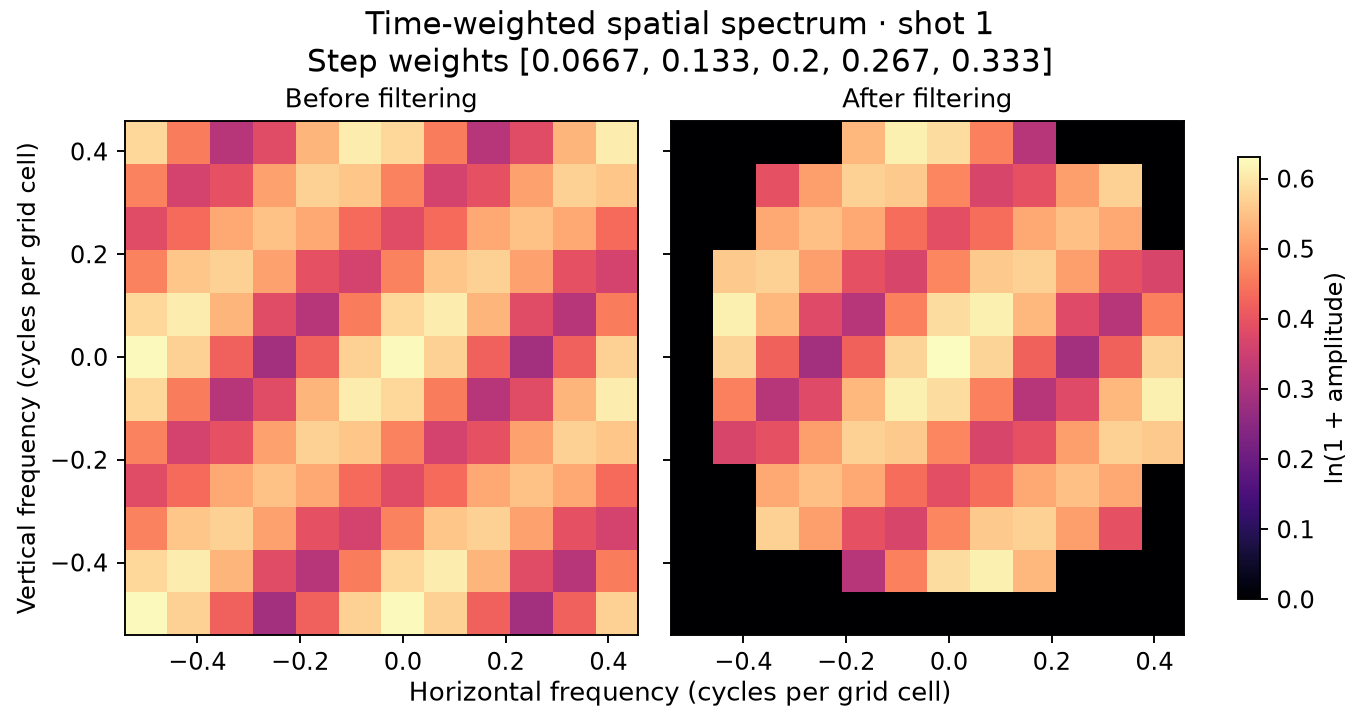 Time-weighted spatial spectrum · shot 1
Step weights [0.0667, 0.133, 0.2, 0.267, 0.333]
Before filtering
After filtering
Vertical frequency (cycles per grid cell)
0.4
0.2
0.0
−0.2
−0.4
−0.4 −0.2 0.0 0.2 0.4
−0.4 −0.2 0.0 0.2 0.4
Horizontal frequency (cycles per grid cell)
0.6
0.5
0.4
0.3
0.2
0.1
0.0
ln(1 + amplitude)